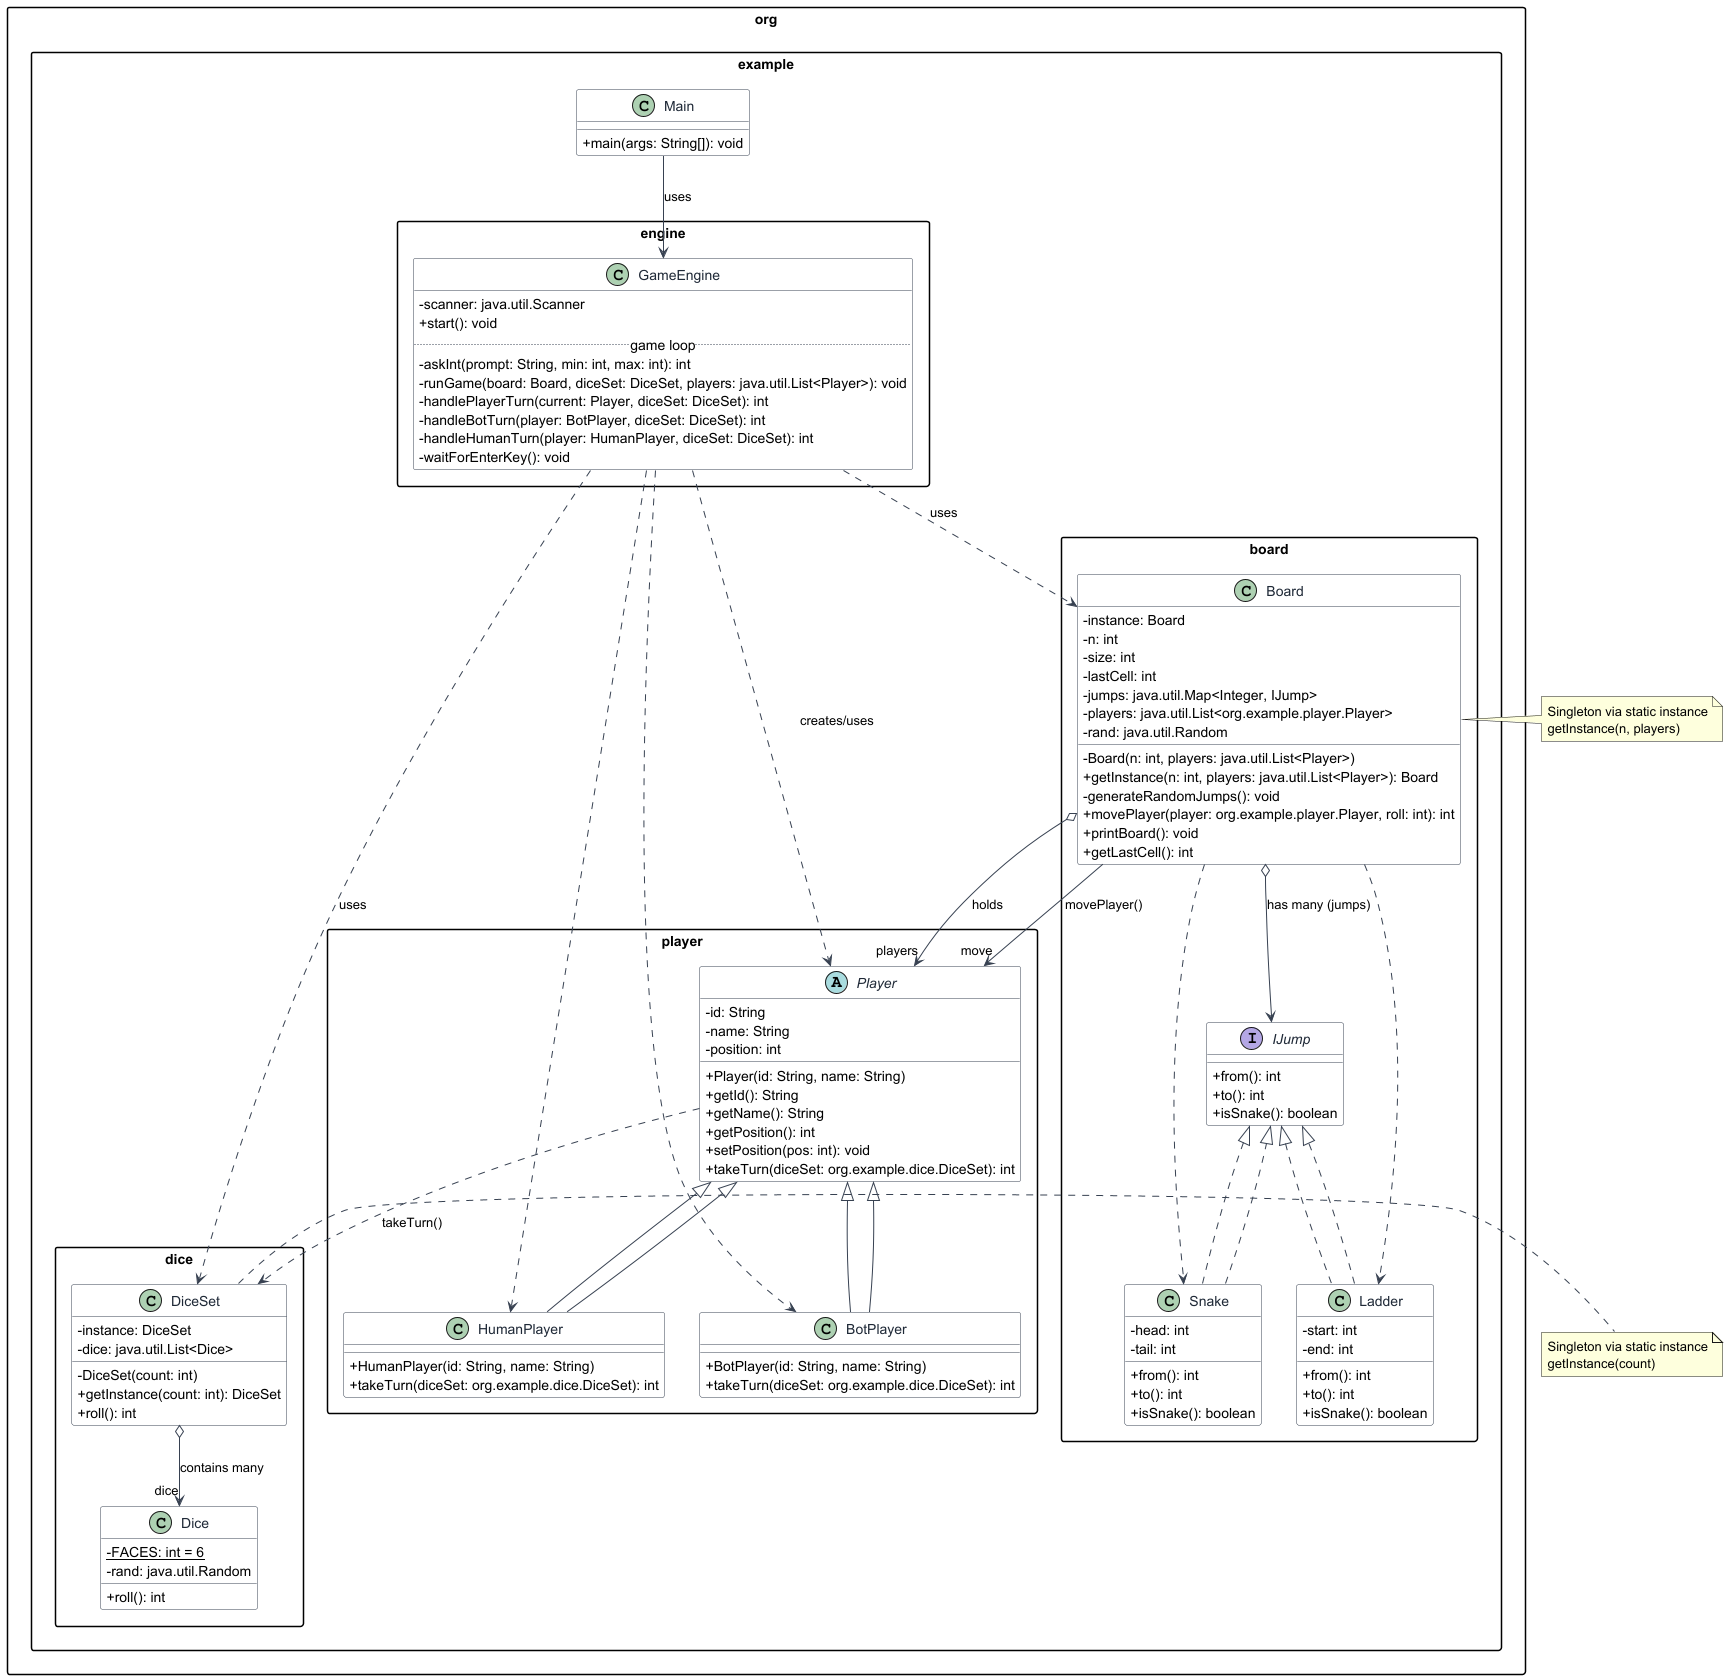 org
example
C Main
+main(args: String[]): void
uses
engine
C GameEngine
-scanner: java.util.Scanner
+start(): void
game loop
-askInt(prompt: String, min: int, max: int): int
-runGame(board: Board, diceSet: DiceSet, players: java.util.List<Player>): void
-handlePlayerTurn(current: Player, diceSet: DiceSet): int
-handleBotTurn(player: BotPlayer, diceSet: DiceSet): int
-handleHumanTurn(player: HumanPlayer, diceSet: DiceSet): int
-waitForEnterKey(): void
uses
board
C Board
-instance: Board
-n: int
-size: int
-lastCell: int
-jumps: java.util.Map<Integer, IJump>
-players: java.util.List<org.example.player.Player>
-rand: java.util.Random
-Board(n: int, players: java.util.List<Player>)
+getInstance(n: int, players: java.util.List<Player>): Board
-generateRandomJumps(): void
+movePlayer(player: org.example.player.Player, roll: int): int
+printBoard(): void
+getLastCell(): int
Singleton via static instance
getInstance(n, players)
creates/uses
uses
holds
movePlayer()
has many (jumps)
player
players
move
A Player
-id: String
-name: String
-position: int
+Player(id: String, name: String)
+getId(): String
+getName(): String
+getPosition(): int
+setPosition(pos: int): void
+takeTurn(diceSet: org.example.dice.DiceSet): int
I IJump
+from(): int
+to(): int
+isSnake(): boolean
takeTurn()
dice
C DiceSet
-instance: DiceSet
-dice: java.util.List<Dice>
-DiceSet(count: int)
+getInstance(count: int): DiceSet
+roll(): int
C HumanPlayer
+HumanPlayer(id: String, name: String)
+takeTurn(diceSet: org.example.dice.DiceSet): int
C BotPlayer
+BotPlayer(id: String, name: String)
+takeTurn(diceSet: org.example.dice.DiceSet): int
C Snake
-head: int
-tail: int
+from(): int
+to(): int
+isSnake(): boolean
C Ladder
-start: int
-end: int
+from(): int
+to(): int
+isSnake(): boolean
Singleton via static instance
getInstance(count)
contains many
dice
C Dice
-FACES: int = 6
-rand: java.util.Random
+roll(): int